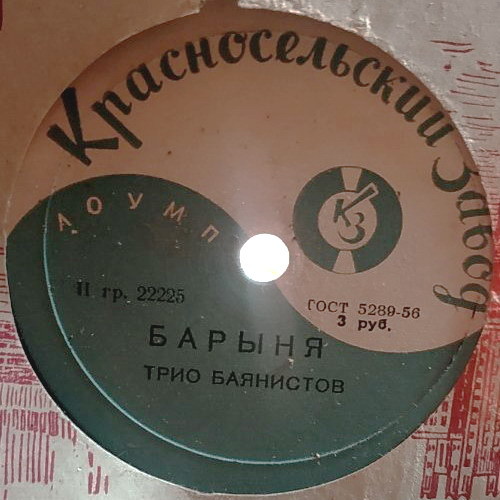 Красносельский Завод
ЛОУМП
КЗ
II гр. 22225
ГОСТ 5289-56
3 руб.
БАРЫНЯ
ТРИО БАЯНИСТОВ